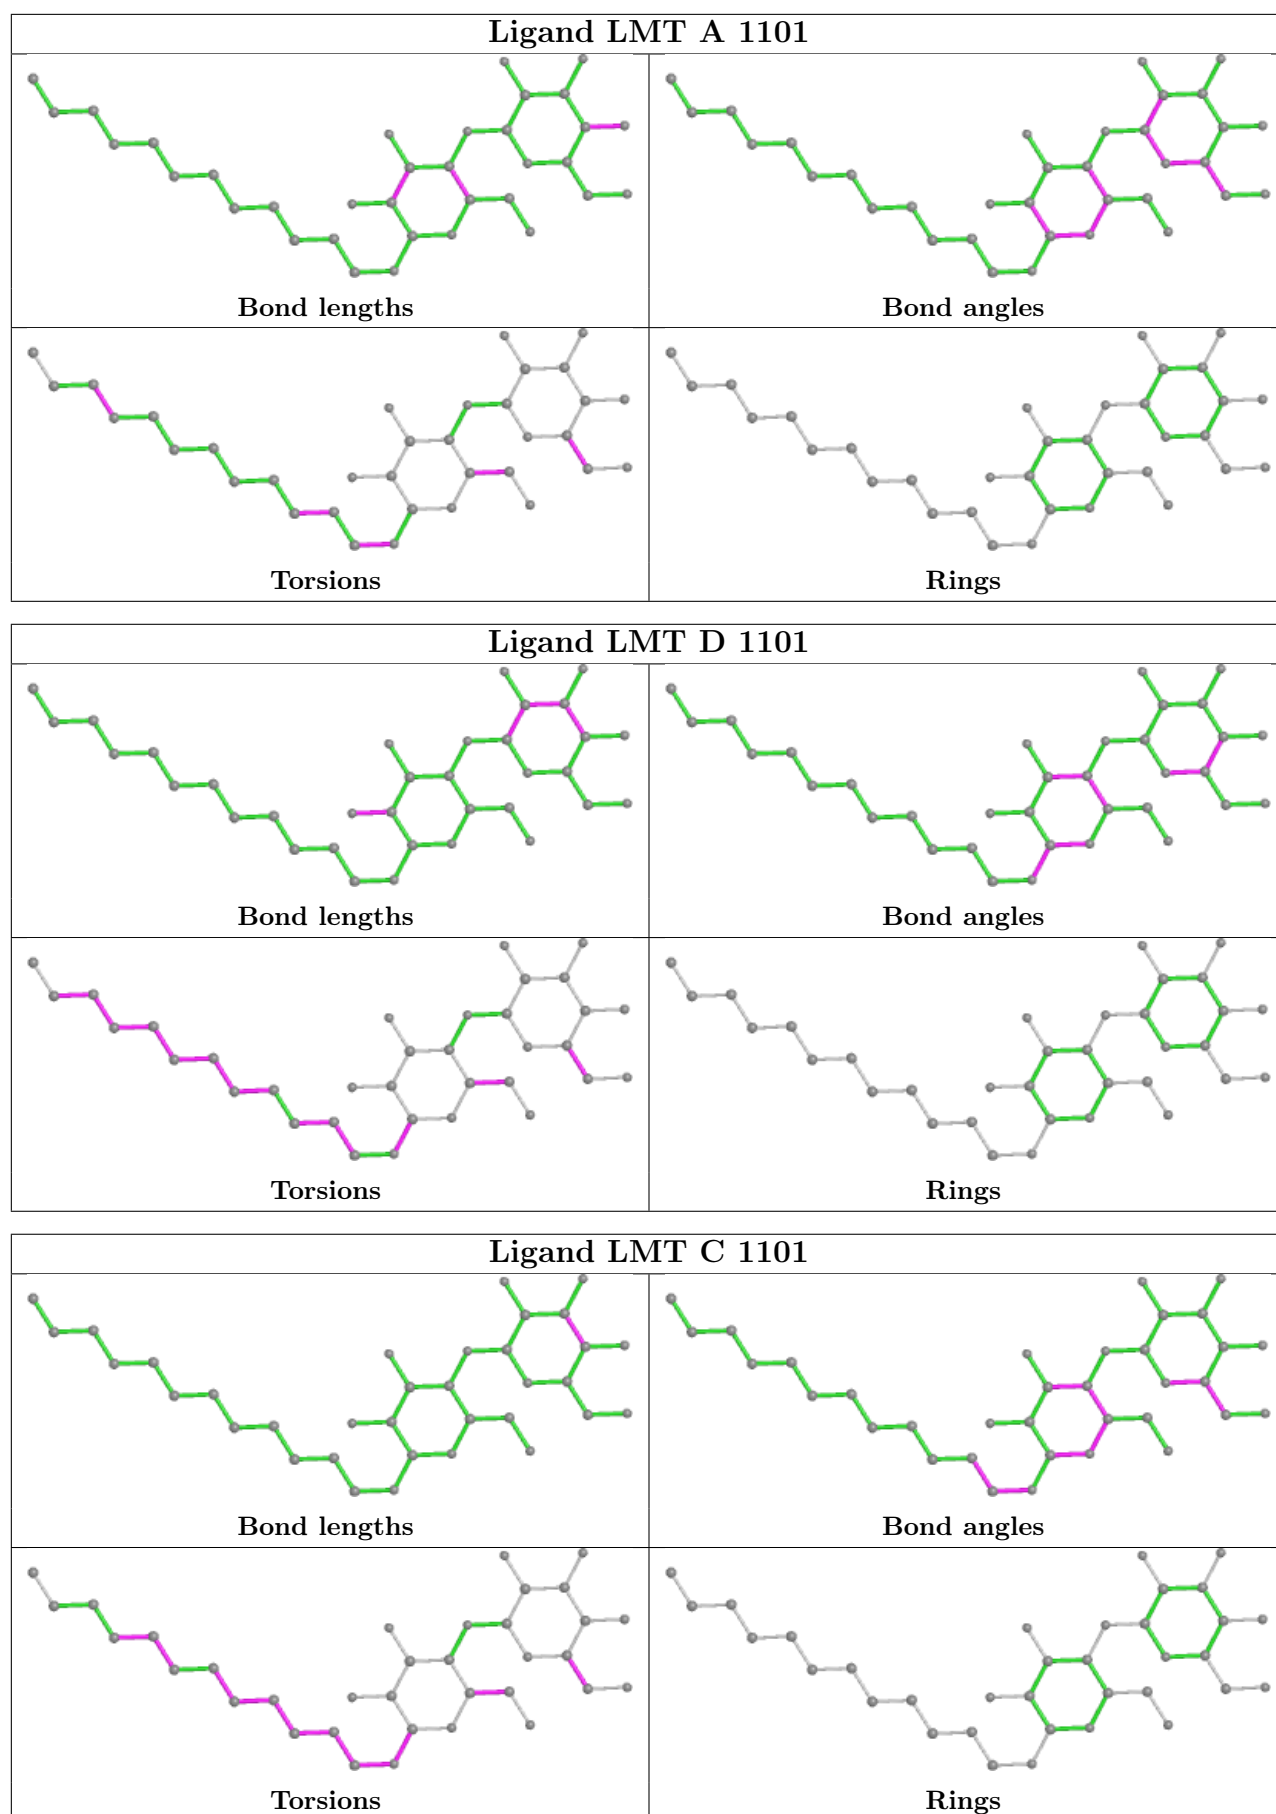 Ligand LMT A 1101
Bond lengths
Bond angles
Torsions
Rings
Ligand LMT D 1101
Bond lengths
Bond angles
Torsions
Rings
Ligand LMT C 1101
Bond lengths
Bond angles
Torsions
Rings